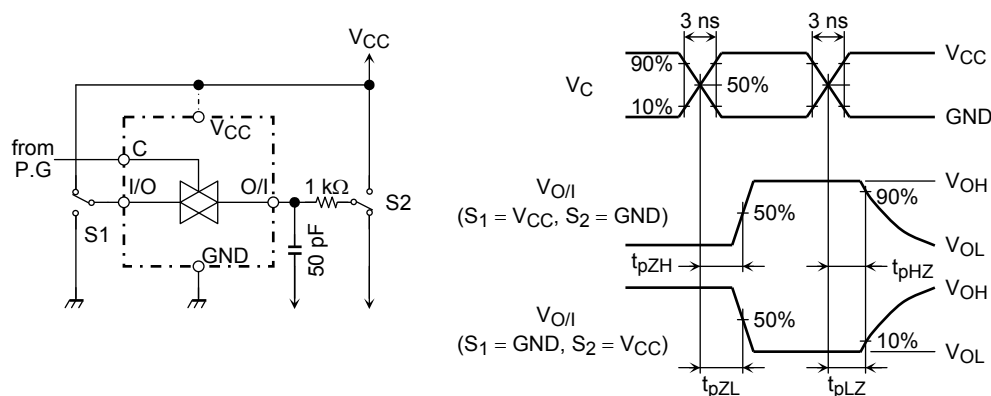 VCC
VCC
from
P.G
C
I/O
O/I
1 kΩ
S1
S2
GND
50 pF
3 ns
3 ns
VC
90%
10%
50%
VCC
GND
VO/I
(S1 = VCC, S2 = GND)
50%
90%
VOH
VOL
tpZH
tpHZ
VO/I
(S1 = GND, S2 = VCC)
50%
10%
VOH
VOL
tpZL
tpLZ